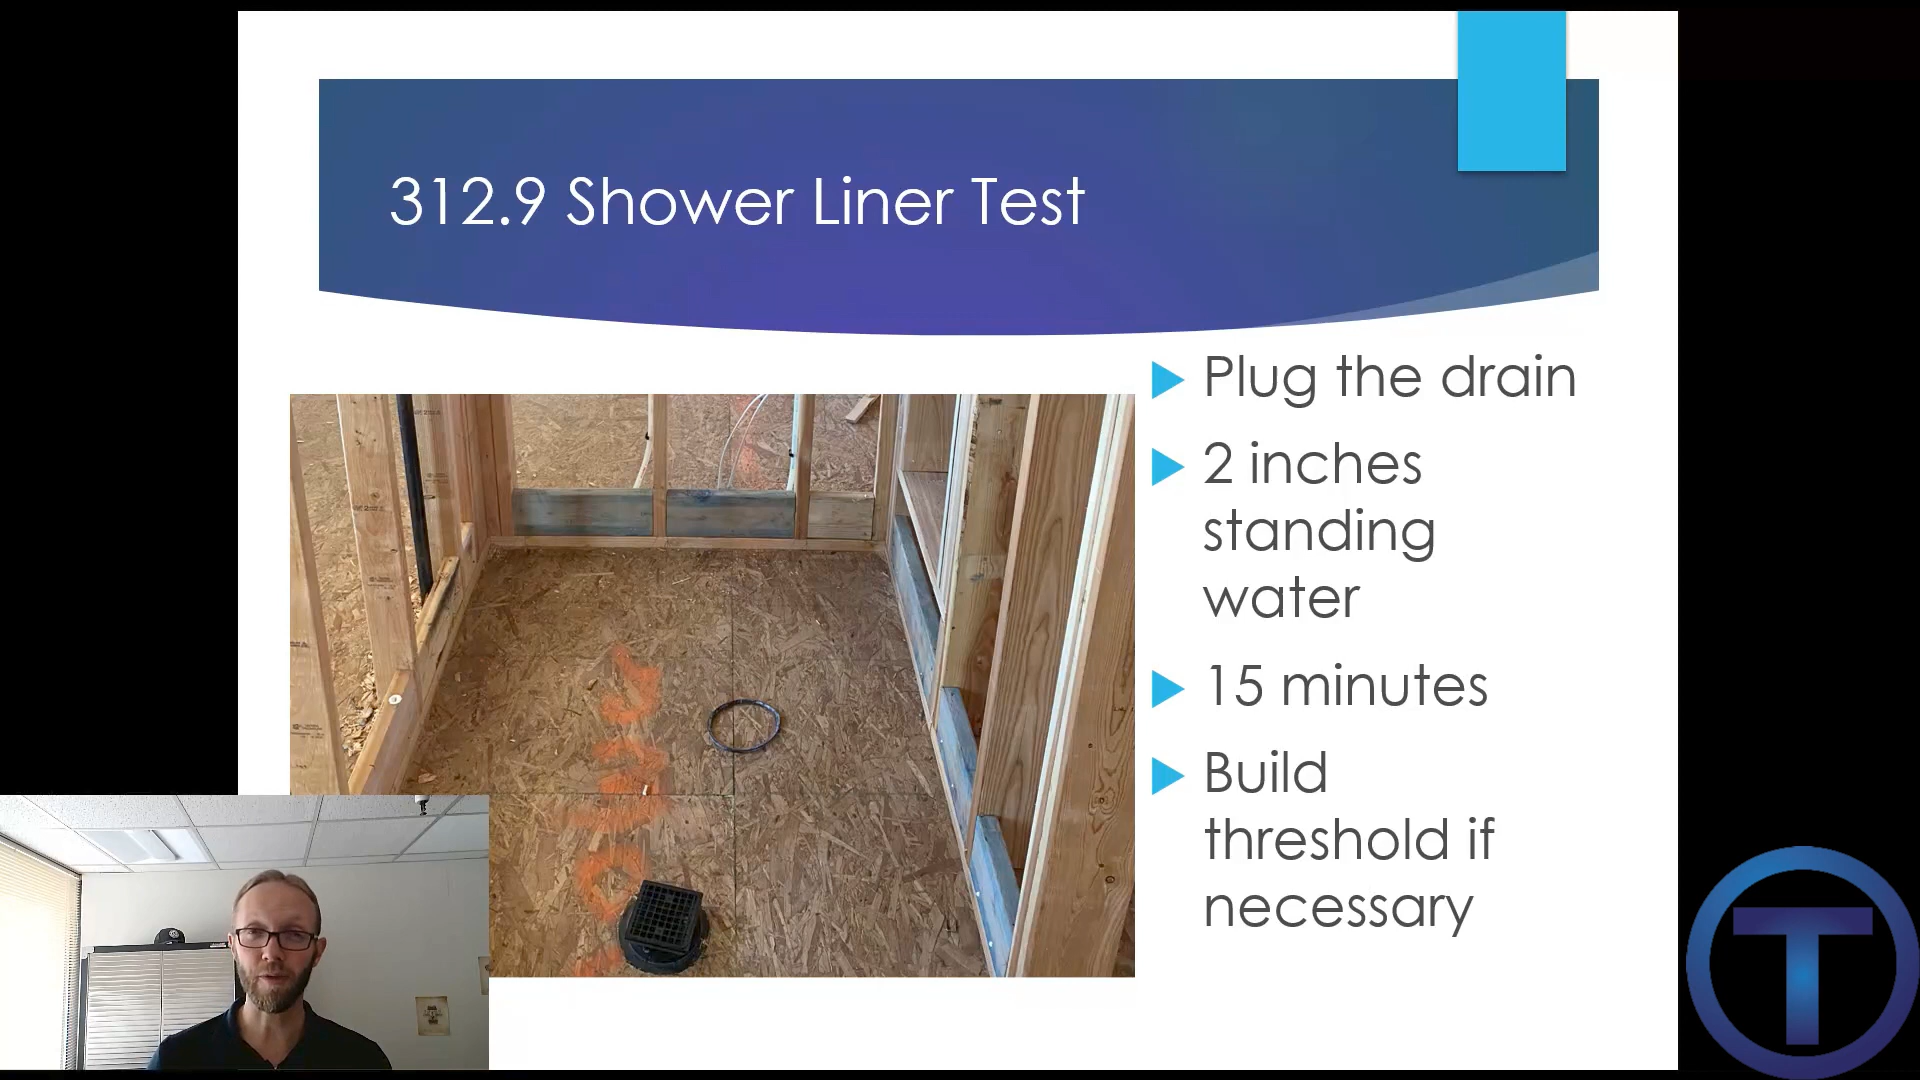 312.9 Shower Liner Test
Plug the drain
2 inches
standing
water
15 minutes
Build
threshold if
necessary
T